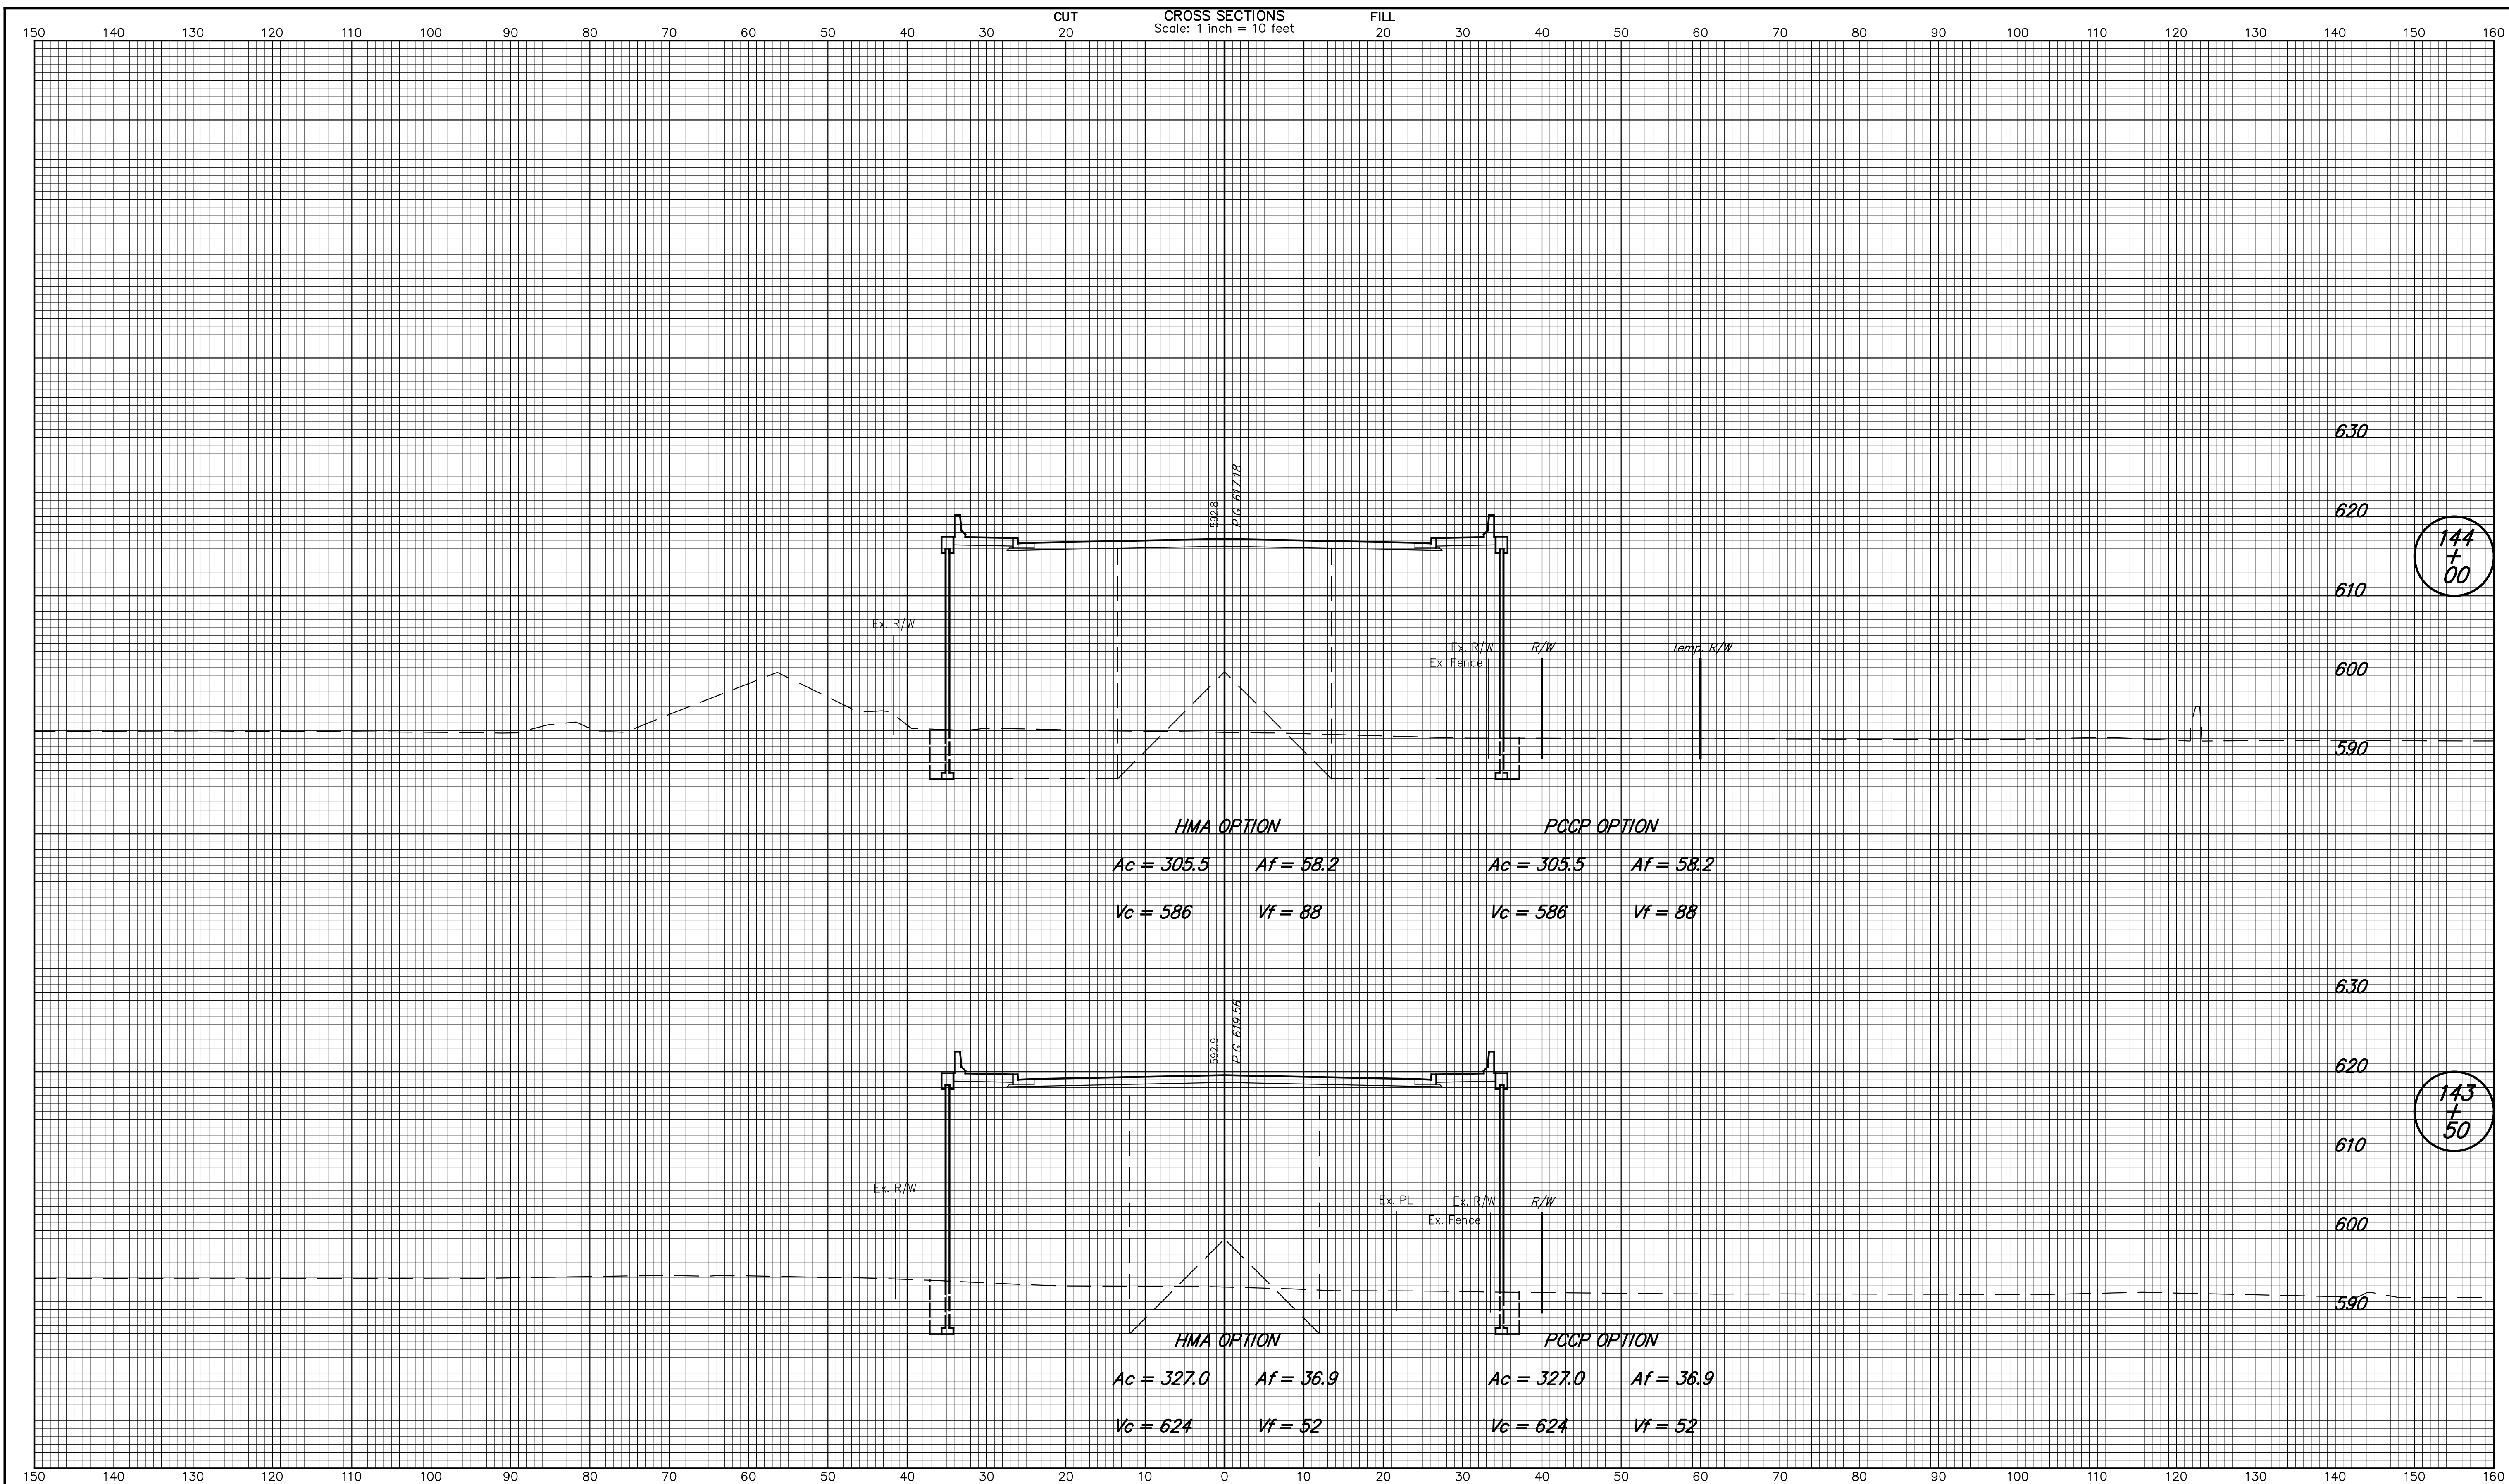 CUT CROSS SECTIONS FILL
Scale: 1 inch = 10 feet
150 140 130 120 110 100 90 80 70 60 50 40 30 20 20 30 40 50 60 70 80 90 100 110 120 130 140 150 160
630
592.8
P.G. 617.18
620
144
+
00
610
Ex. R/W
Ex. R/W R/W Temp. R/W
Ex. Fence
600
590
HMA OPTION PCCP OPTION
Ac = 305.5 Af = 58.2 Ac = 305.5 Af = 58.2
Vc = 586 Vf = 88 Vc = 586 Vf = 88
630
592.9
P.G. 619.56
620
143
+
50
610
Ex. R/W
Ex. PL Ex. R/W R/W
Ex. Fence
600
590
HMA OPTION PCCP OPTION
Ac = 327.0 Af = 36.9 Ac = 327.0 Af = 36.9
Vc = 624 Vf = 52 Vc = 624 Vf = 52
150 140 130 120 110 100 90 80 70 60 50 40 30 20 10 0 10 20 30 40 50 60 70 80 90 100 110 120 130 140 150 160